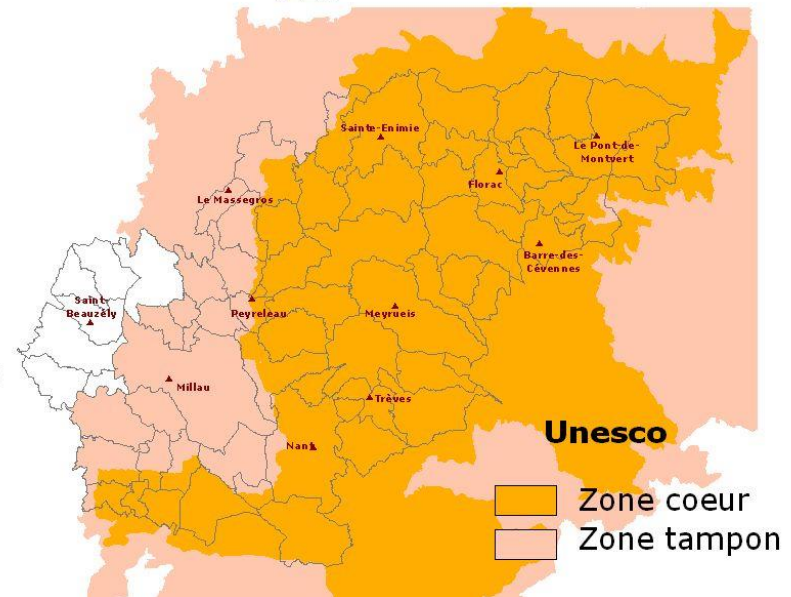 Sainte-Enimie
Le Pont-de-
Montvert
Florac
Le Massegros
Barre-des-
Cévennes
Saint-
Beauzély
Peyreleau
Meyrueis
Millau
Trèves
Nant
Unesco
Zone coeur
Zone tampon